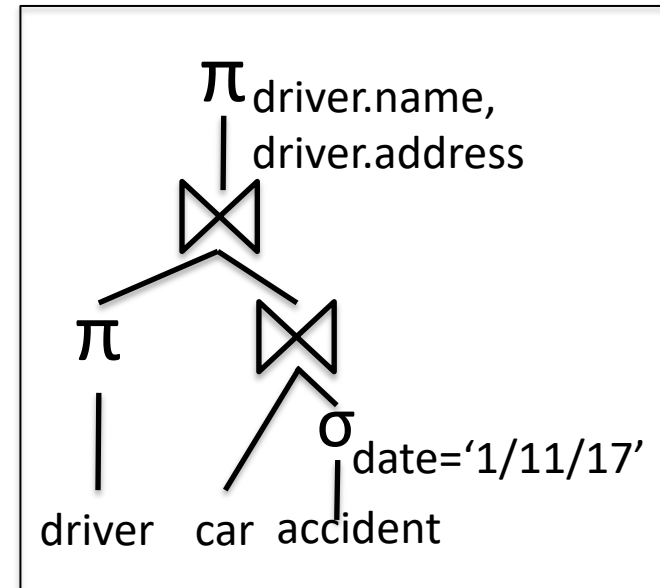 π driver.name,
driver.address
⋈
π ⋈
σ date=‘1/11/17’
driver car accident